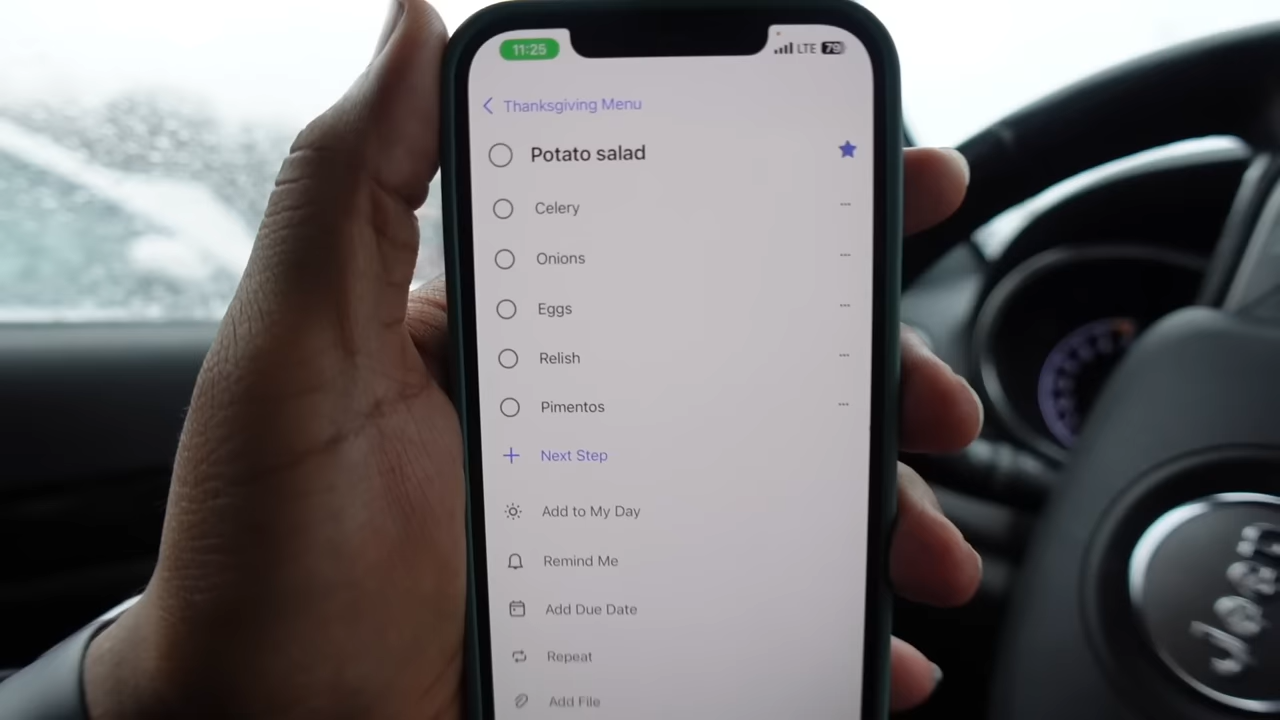 11:25 LTE 79
Thanksgiving Menu
Potato salad
Celery
Onions
Eggs
Relish
Pimentos
Next Step
Add to My Day
Remind Me
Add Due Date
Repeat
Add File
Jeep